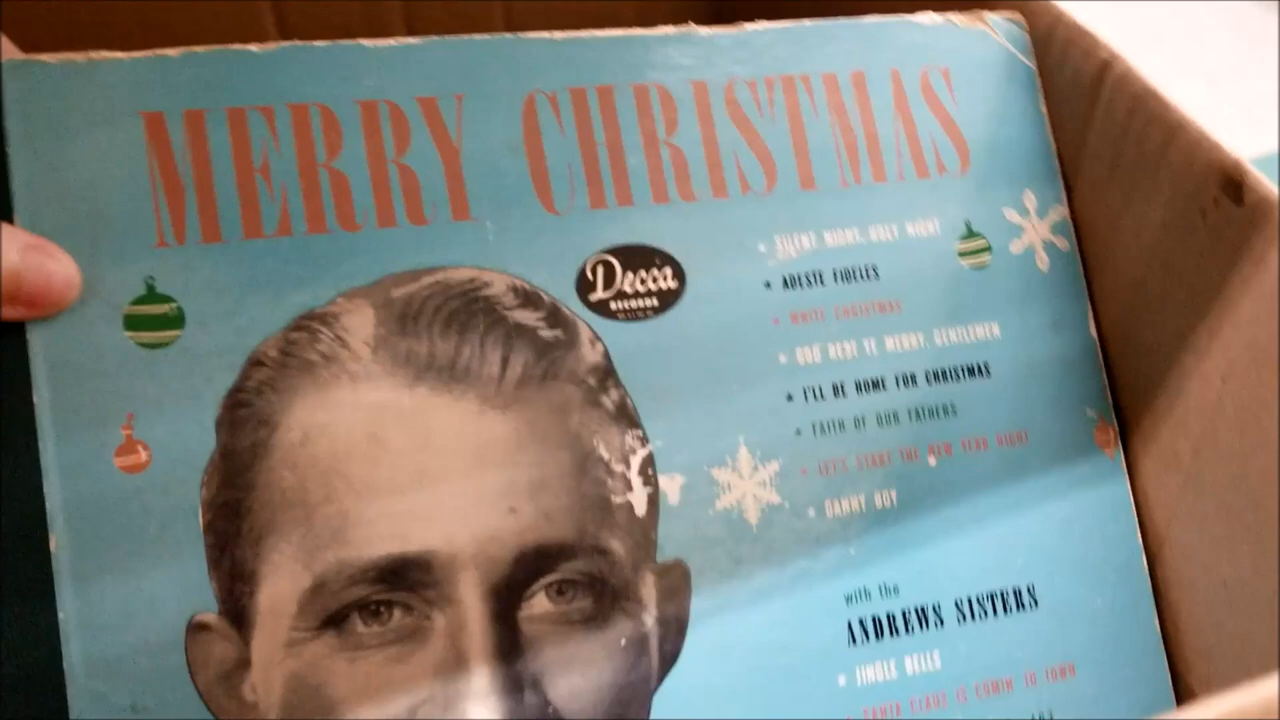 MERRY CHRISTMAS
Decca
RECORDS
* SILENT NIGHT, HOLY NIGHT
* ADESTE FIDELES
* WHITE CHRISTMAS
* GOD REST YE MERRY, GENTLEMEN
* I'LL BE HOME FOR CHRISTMAS
* FAITH OF OUR FATHERS
* LET'S START THE NEW YEAR RIGHT
* DANNY BOY
with the
ANDREWS SISTERS
* JINGLE BELLS
* SANTA CLAUS IS COMIN' TO TOWN